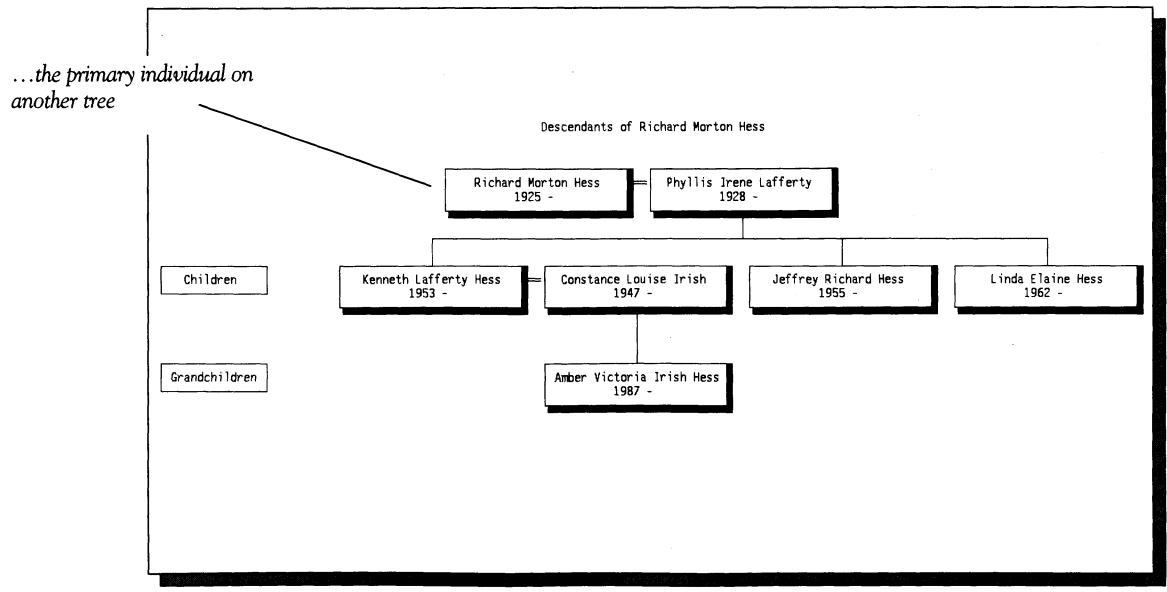 ...the primary individual on
another tree
Descendants of Richard Morton Hess
Richard Morton Hess
1925 -
Phyllis Irene Lafferty
1928 -
Children
Kenneth Lafferty Hess
1953 -
Constance Louise Irish
1947 -
Jeffrey Richard Hess
1955 -
Linda Elaine Hess
1962 -
Grandchildren
Amber Victoria Irish Hess
1987 -